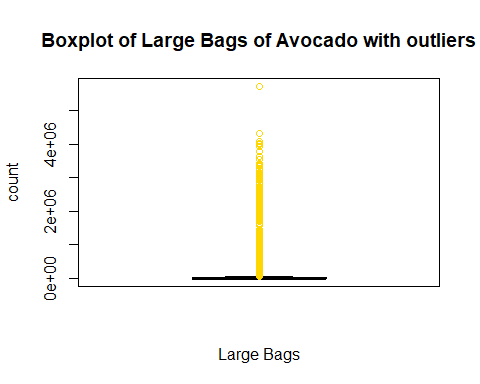 Boxplot of Large Bags of Avocado with outliers
count
4e+06
2e+06
0e+00
Large Bags